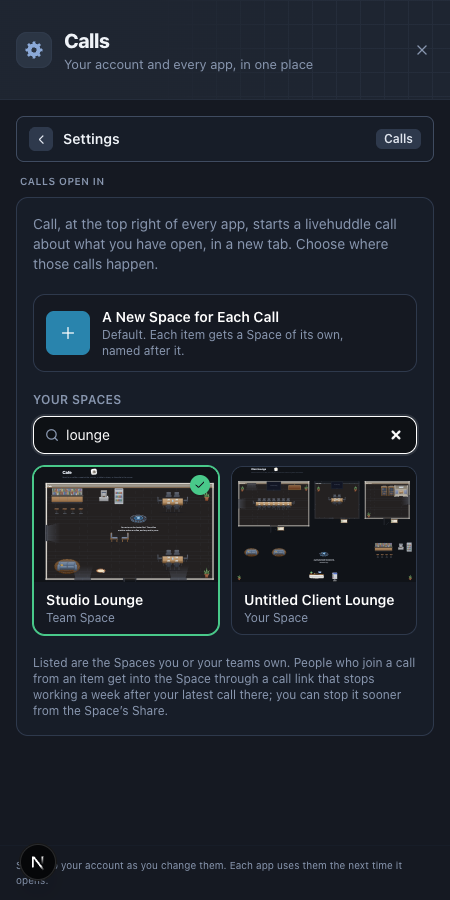 Calls
Your account and every app, in one place
Settings
Calls
CALLS OPEN IN
Call, at the top right of every app, starts a livehuddle call
about what you have open, in a new tab. Choose where
those calls happen.
A New Space for Each Call
Default. Each item gets a Space of its own,
named after it.
YOUR SPACES
lounge
Cafe
Studio Lounge
Team Space
Untitled Client Lounge
Your Space
Listed are the Spaces you or your teams own. People who join a call
from an item get into the Space through a call link that stops
working a week after your latest call there; you can stop it sooner
from the Space's Share.
N
your account as you change them. Each app uses them the next time it
opens.